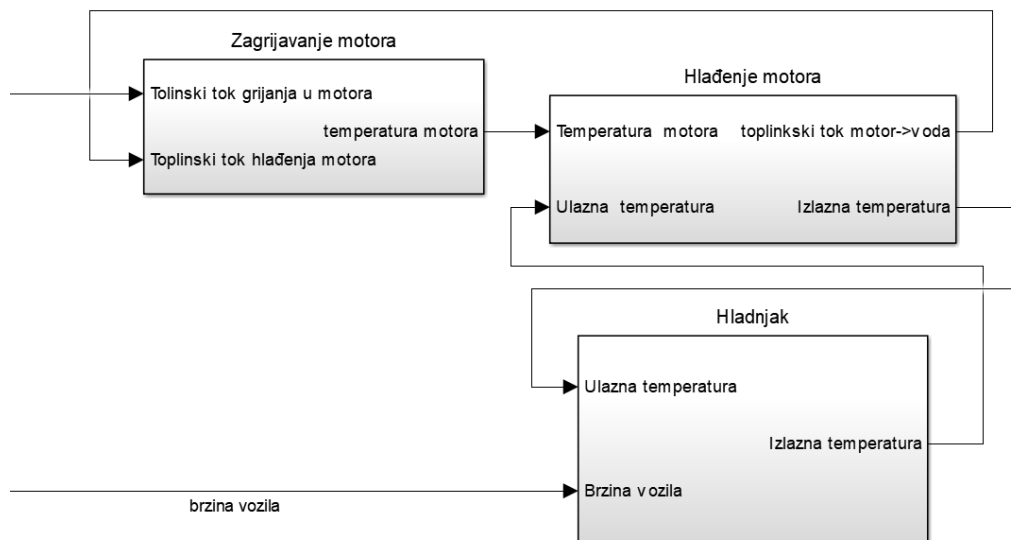 Zagrijavanje motora
Tolinski tok grijanja u motora
temperatura motora
Toplinski tok hlađenja motora
Hlađenje motora
Temperatura motora
toplinkski tok motor->voda
Ulazna temperatura
Izlazna temperatura
Hladnjak
Ulazna temperatura
Izlazna temperatura
Brzina vozila
brzina vozila